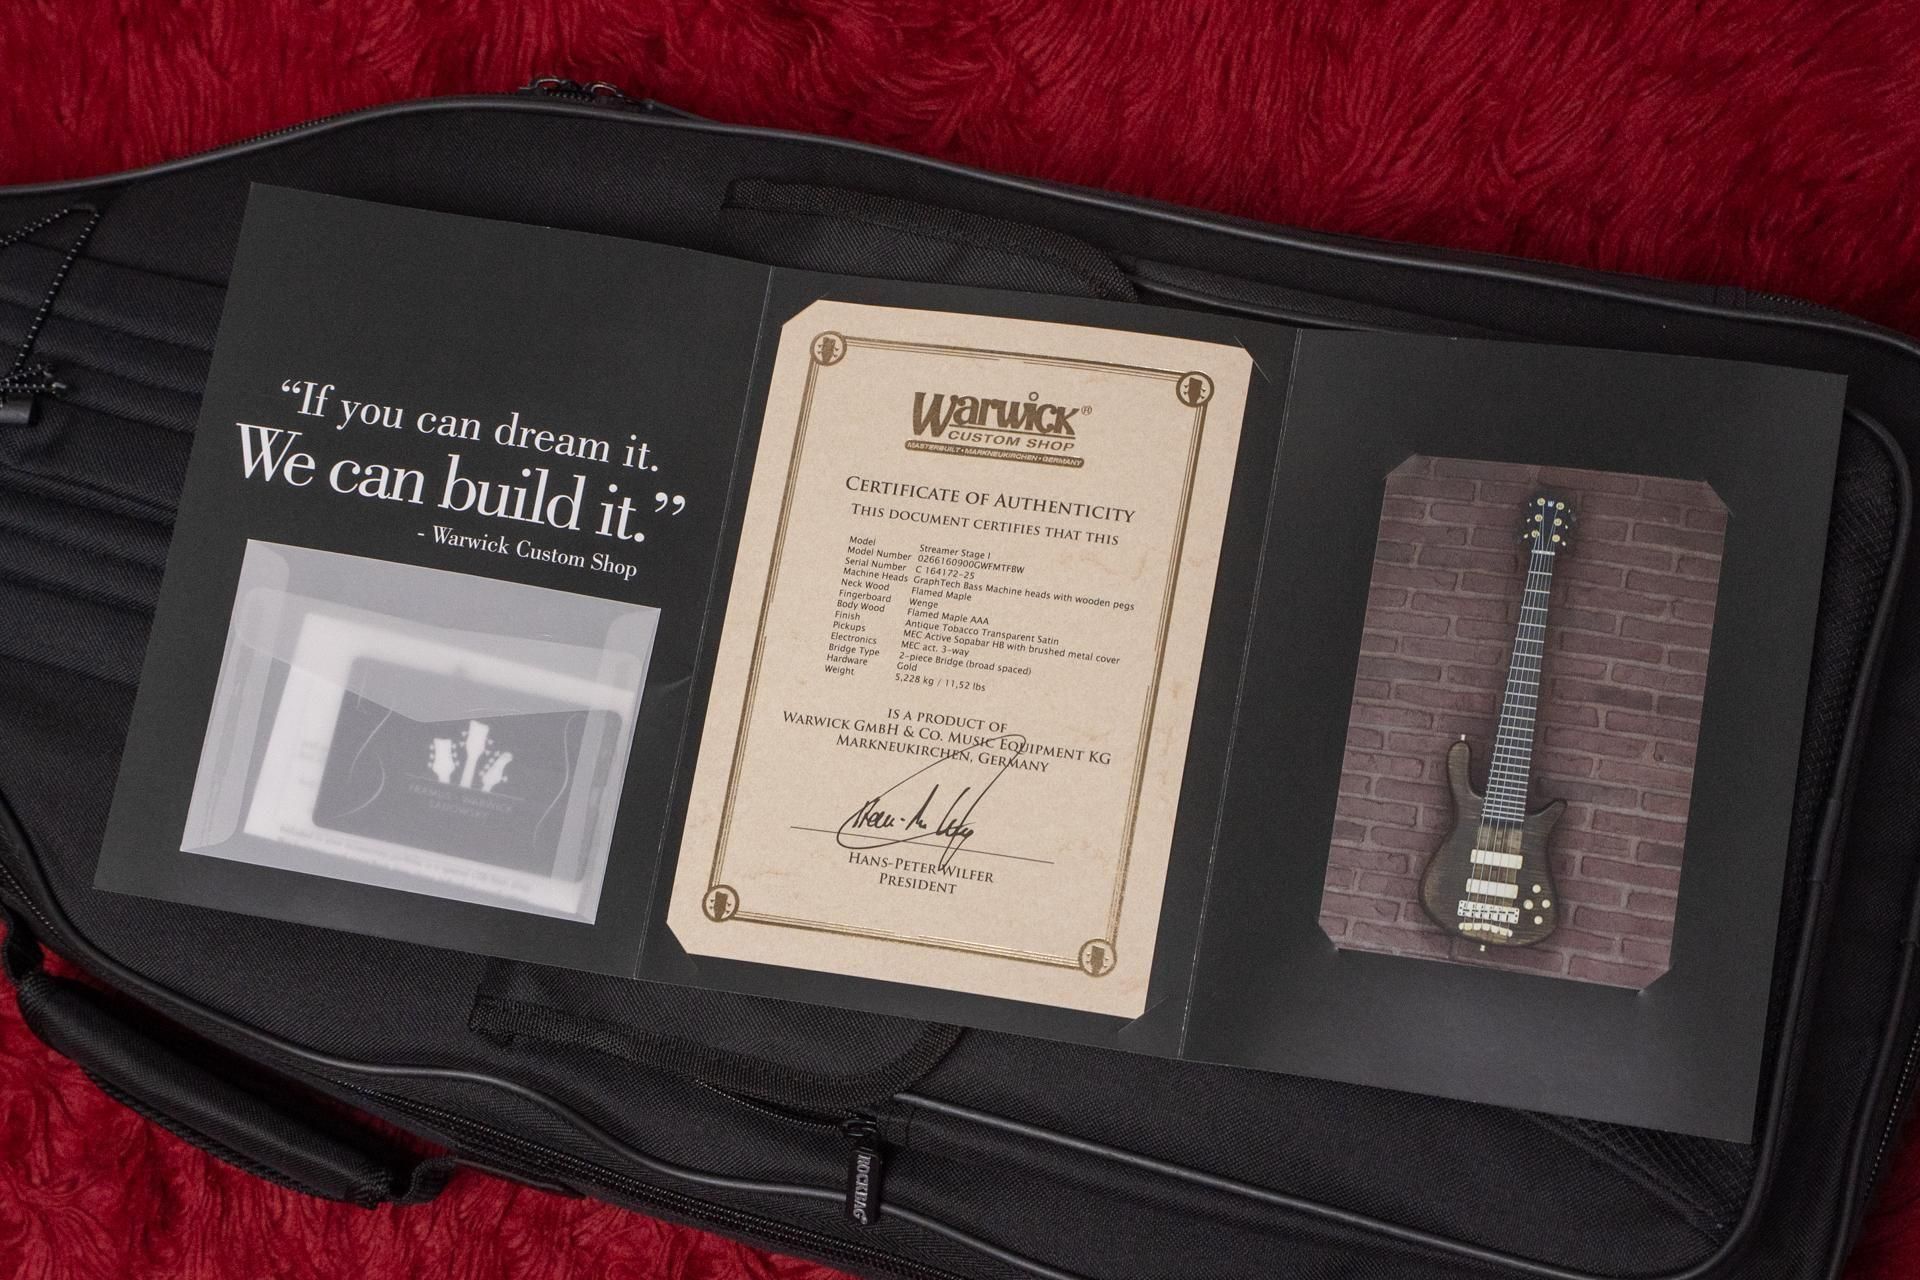 “If you can dream it.
We can build it.”
- Warwick Custom Shop
Warwick®
CUSTOM SHOP
MASTERBUILT • MARKNEUKIRCHEN • GERMANY
CERTIFICATE OF AUTHENTICITY
THIS DOCUMENT CERTIFIES THAT THIS
Model Streamer Stage I
Model Number 0266160900GWFMTFBW
Serial Number C 164172-25
Machine Heads GraphTech Bass Machine heads with wooden pegs
Neck Wood Flamed Maple
Fingerboard Wenge
Body Wood Flamed Maple AAA
Finish Antique Tobacco Transparent Satin
Pickups MEC Active Sopabar HB with brushed metal cover
Electronics MEC act. 3-way
Bridge Type 2-piece Bridge (broad spaced)
Hardware Gold
Weight 5,228 kg / 11,52 lbs
IS A PRODUCT OF
WARWICK GMBH & CO. MUSIC EQUIPMENT KG
MARKNEUKIRCHEN, GERMANY
HANS-PETER WILFER
PRESIDENT
W
ROCKBAG